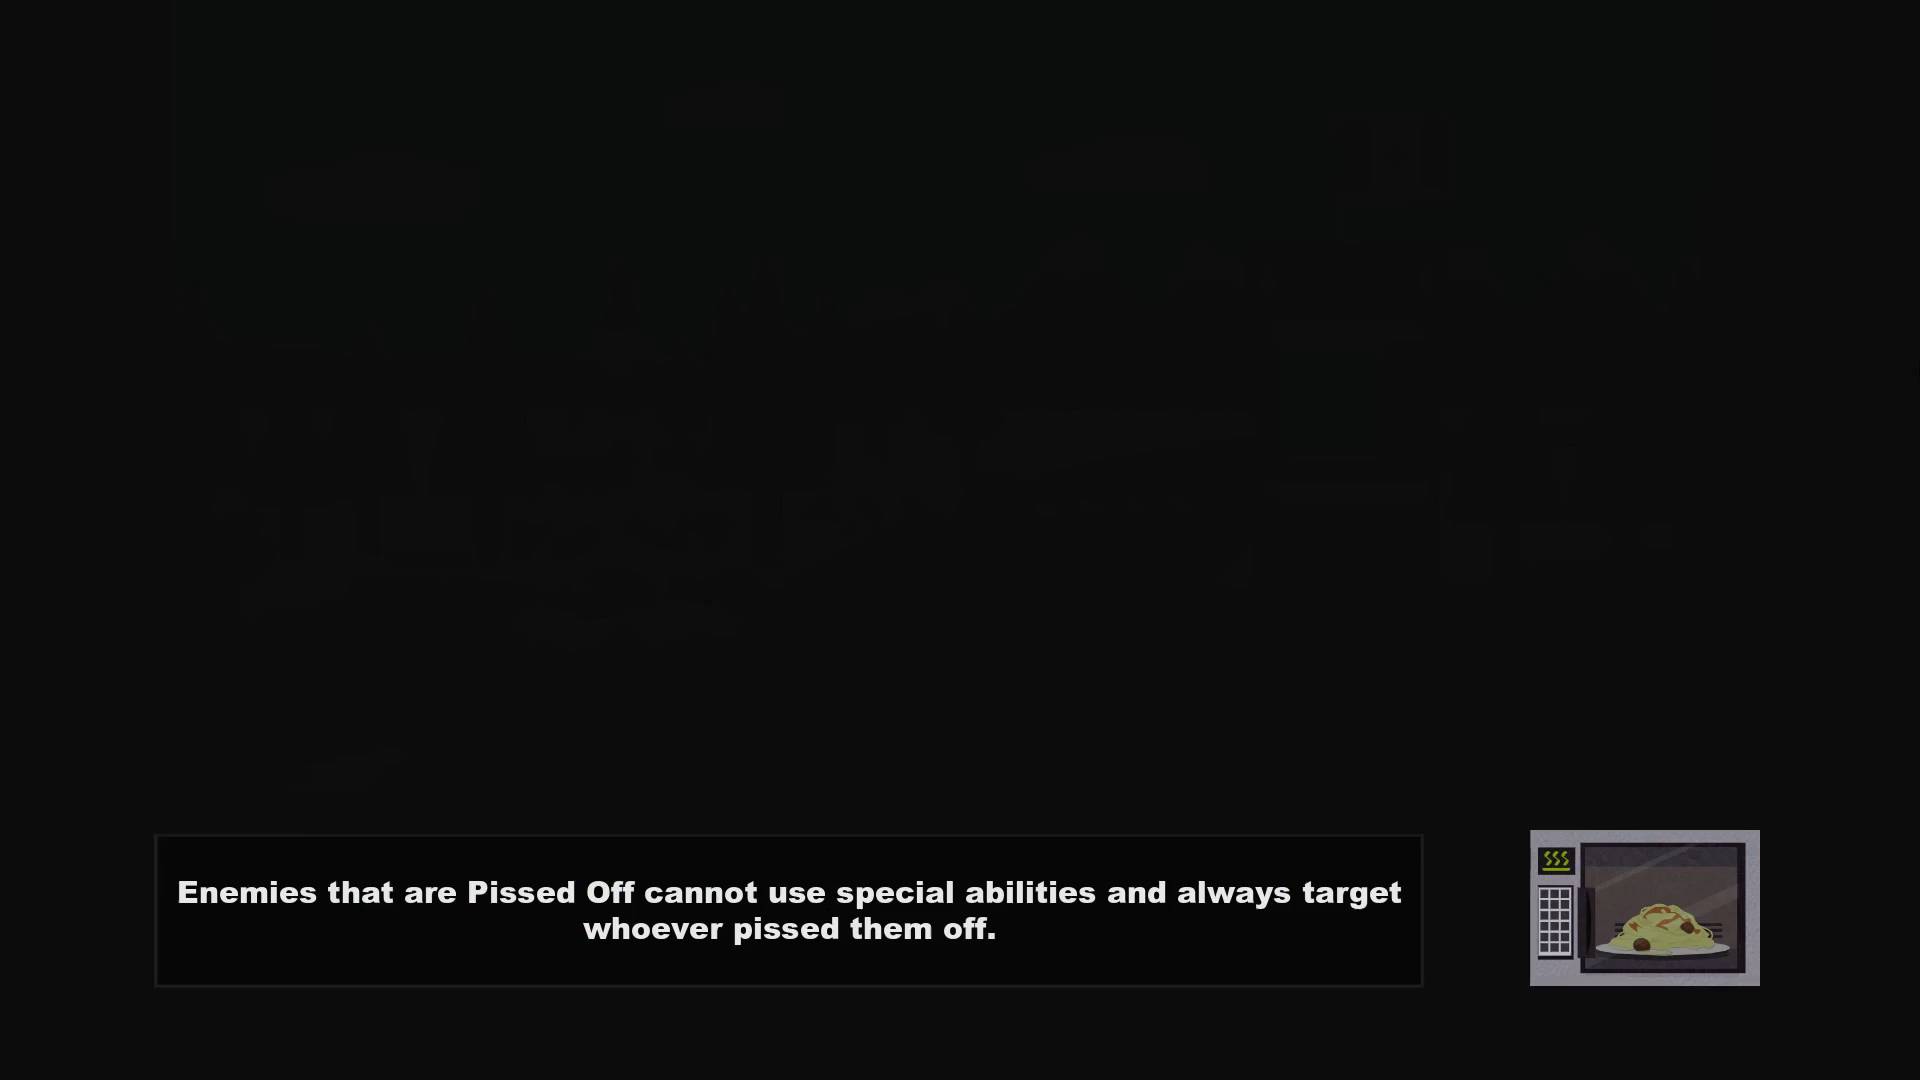 Enemies that are Pissed Off cannot use special abilities and always target
whoever pissed them off.